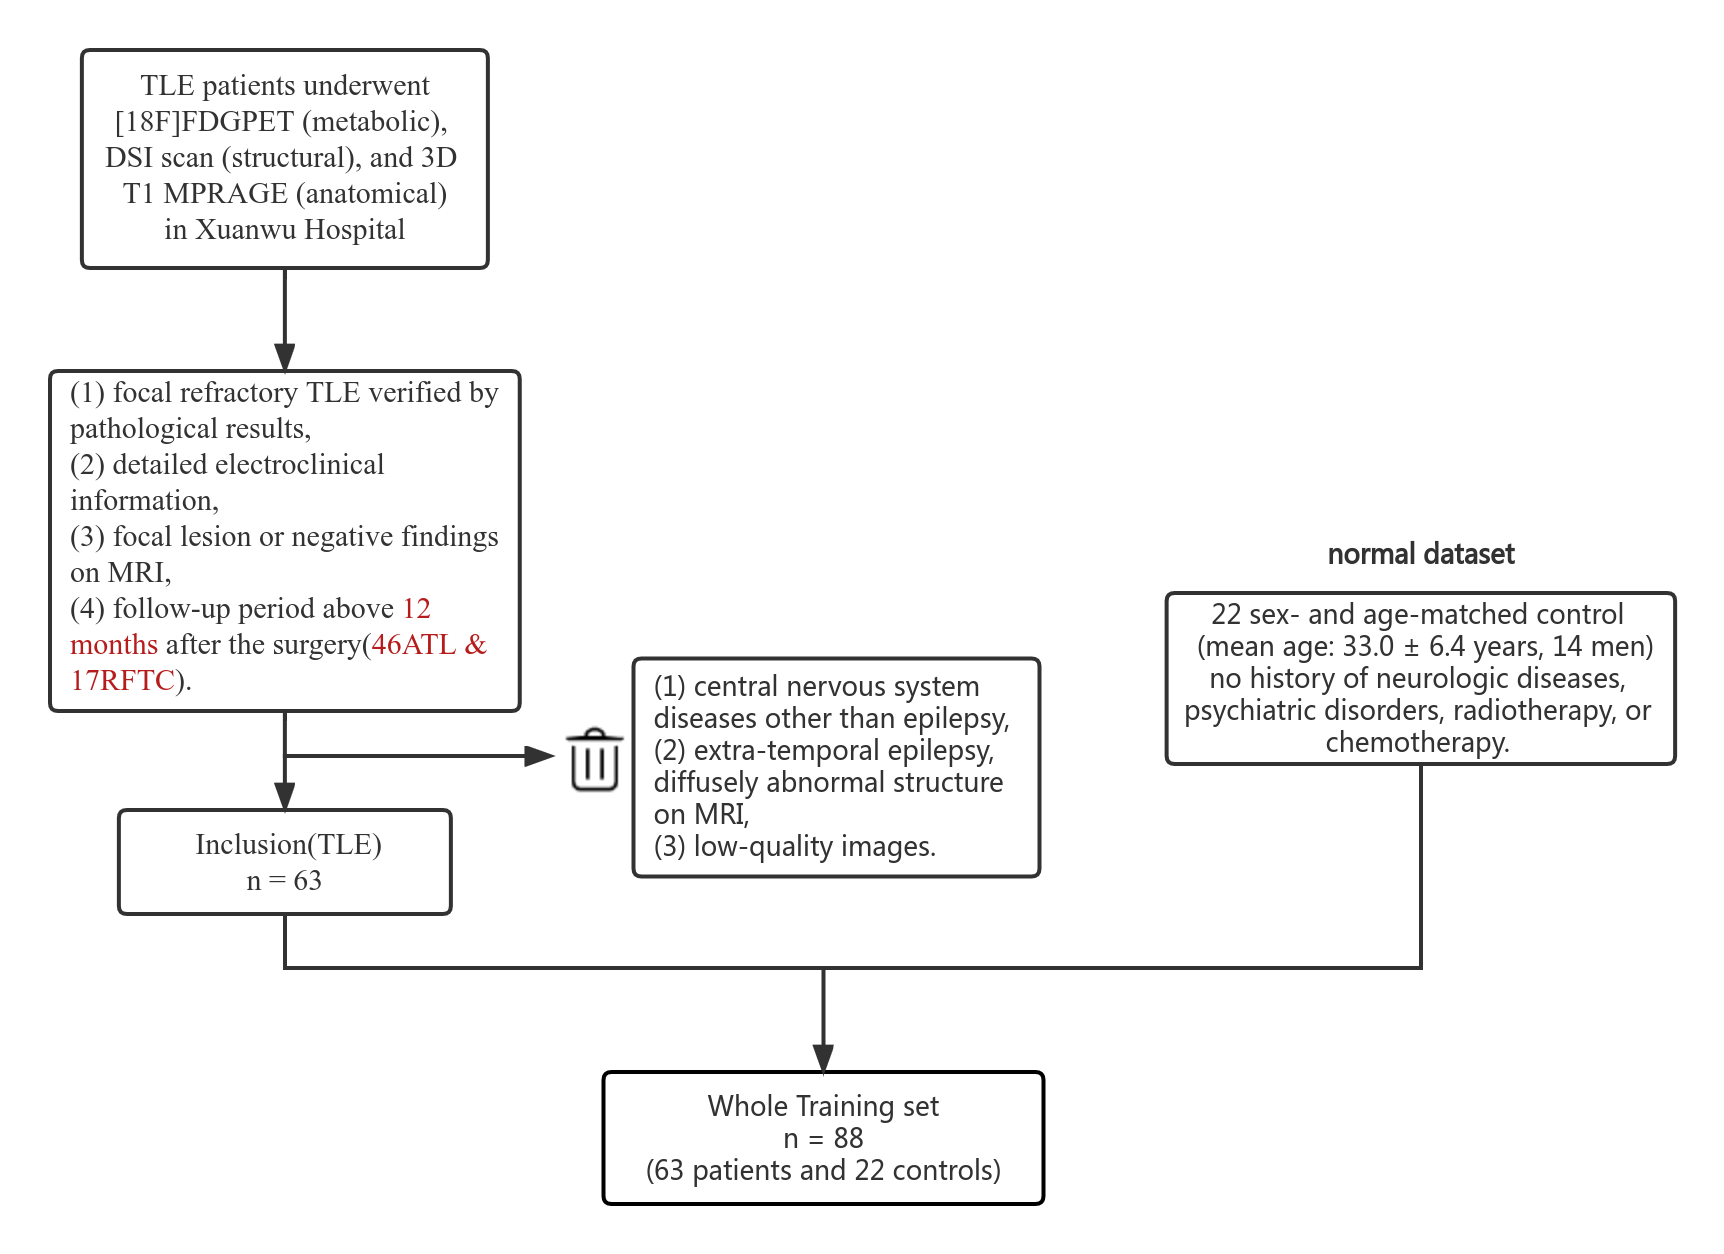 TLE patients underwent
[18F]FDGPET (metabolic),
DSI scan (structural), and 3D
T1 MPRAGE (anatomical)
in Xuanwu Hospital
(1) focal refractory TLE verified by
pathological results,
(2) detailed electroclinical
information,
(3) focal lesion or negative findings
on MRI,
(4) follow-up period above 12
months after the surgery(46ATL &
17RFTC).
(1) central nervous system
diseases other than epilepsy,
(2) extra-temporal epilepsy,
diffusely abnormal structure
on MRI,
(3) low-quality images.
Inclusion(TLE)
n = 63
normal dataset
22 sex- and age-matched control
(mean age: 33.0 ± 6.4 years, 14 men)
no history of neurologic diseases,
psychiatric disorders, radiotherapy, or
chemotherapy.
Whole Training set
n = 88
(63 patients and 22 controls)